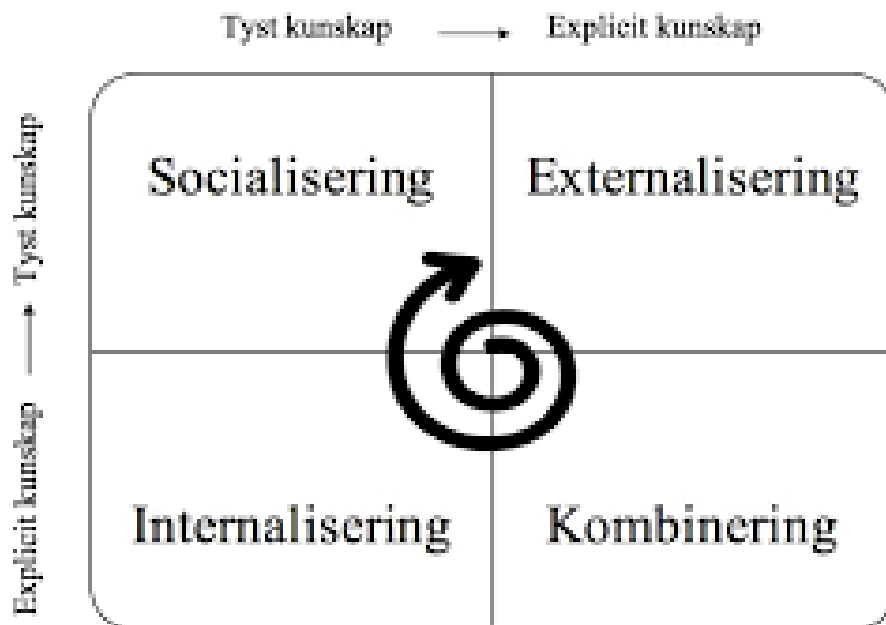 Tyst kunskap
Explicit kunskap
Tyst kunskap
Explicit kunskap
Socialisering
Externalisering
Internalisering
Kombinering